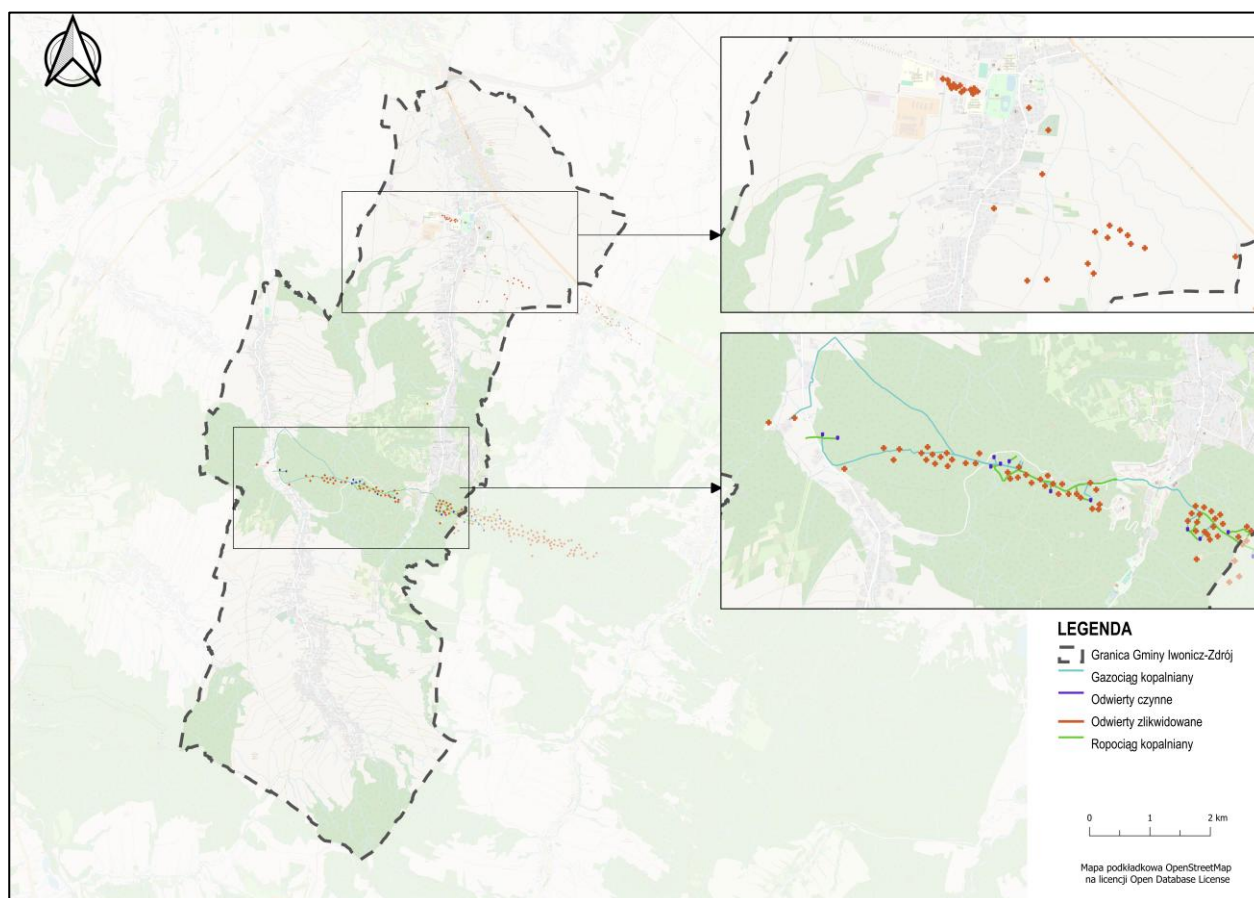 LEGENDA
Granica Gminy Iwonicz-Zdrój
Gazociąg kopalniany
Odwierty czynne
Odwierty zlikwidowane
Ropociąg kopalniany
0 1 2 km
Mapa podkładkowa OpenStreetMap
na licencji Open Database License